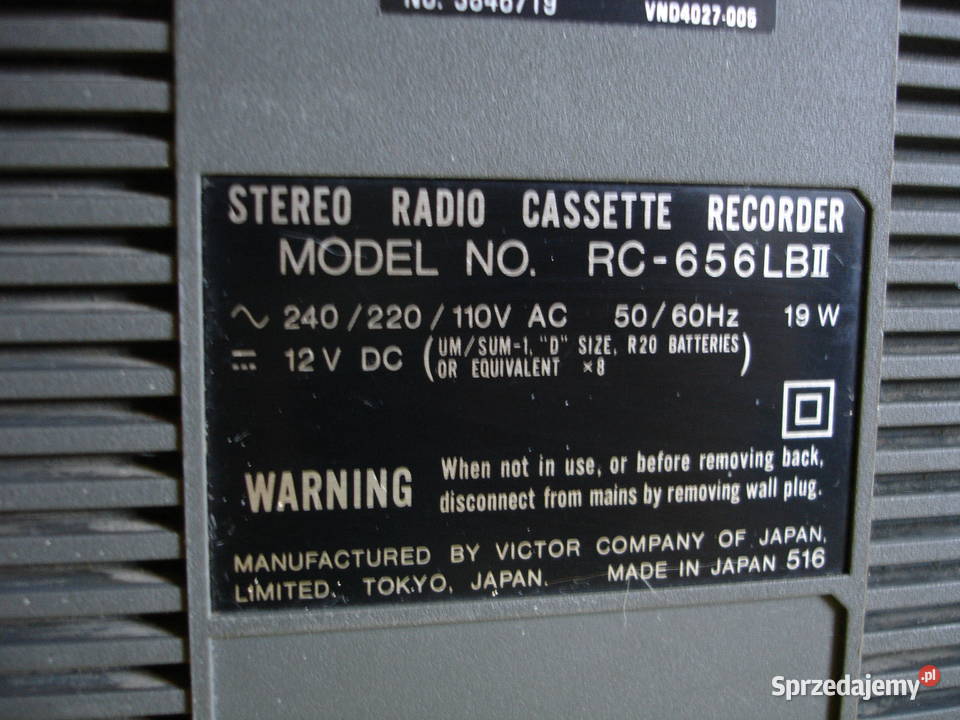 NO. 3846719
VND4027-006
STEREO RADIO CASSETTE RECORDER
MODEL NO. RC-656LBII
240/220/110V AC 50/60Hz 19 W
12V DC (UM/SUM-1, "D" SIZE, R20 BATTERIES
OR EQUIVALENT ×8)
WARNING When not in use, or before removing back,
disconnect from mains by removing wall plug.
MANUFACTURED BY VICTOR COMPANY OF JAPAN,
LIMITED. TOKYO, JAPAN. MADE IN JAPAN 516
Sprzedajemy.pl